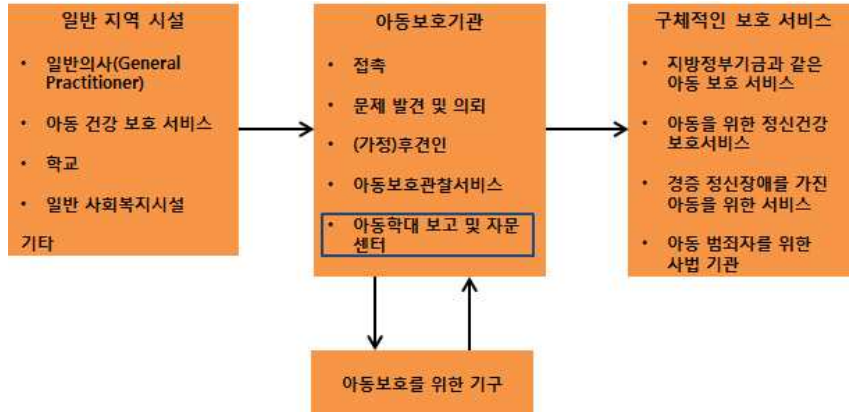 일반 지역 시설
• 일반의사(General
Practitioner)
• 아동 건강 보호 서비스
• 학교
• 일반 사회복지시설
기타
아동보호기관
• 접촉
• 문제 발견 및 의뢰
• (가정)후견인
• 아동보호관찰서비스
• 아동학대 보고 및 자문
센터
구체적인 보호 서비스
• 지방정부기금과 같은
아동 보호 서비스
• 아동을 위한 정신건강
보호서비스
• 경증 정신장애를 가진
아동을 위한 서비스
• 아동 범죄자를 위한
사법 기관
아동보호를 위한 기구